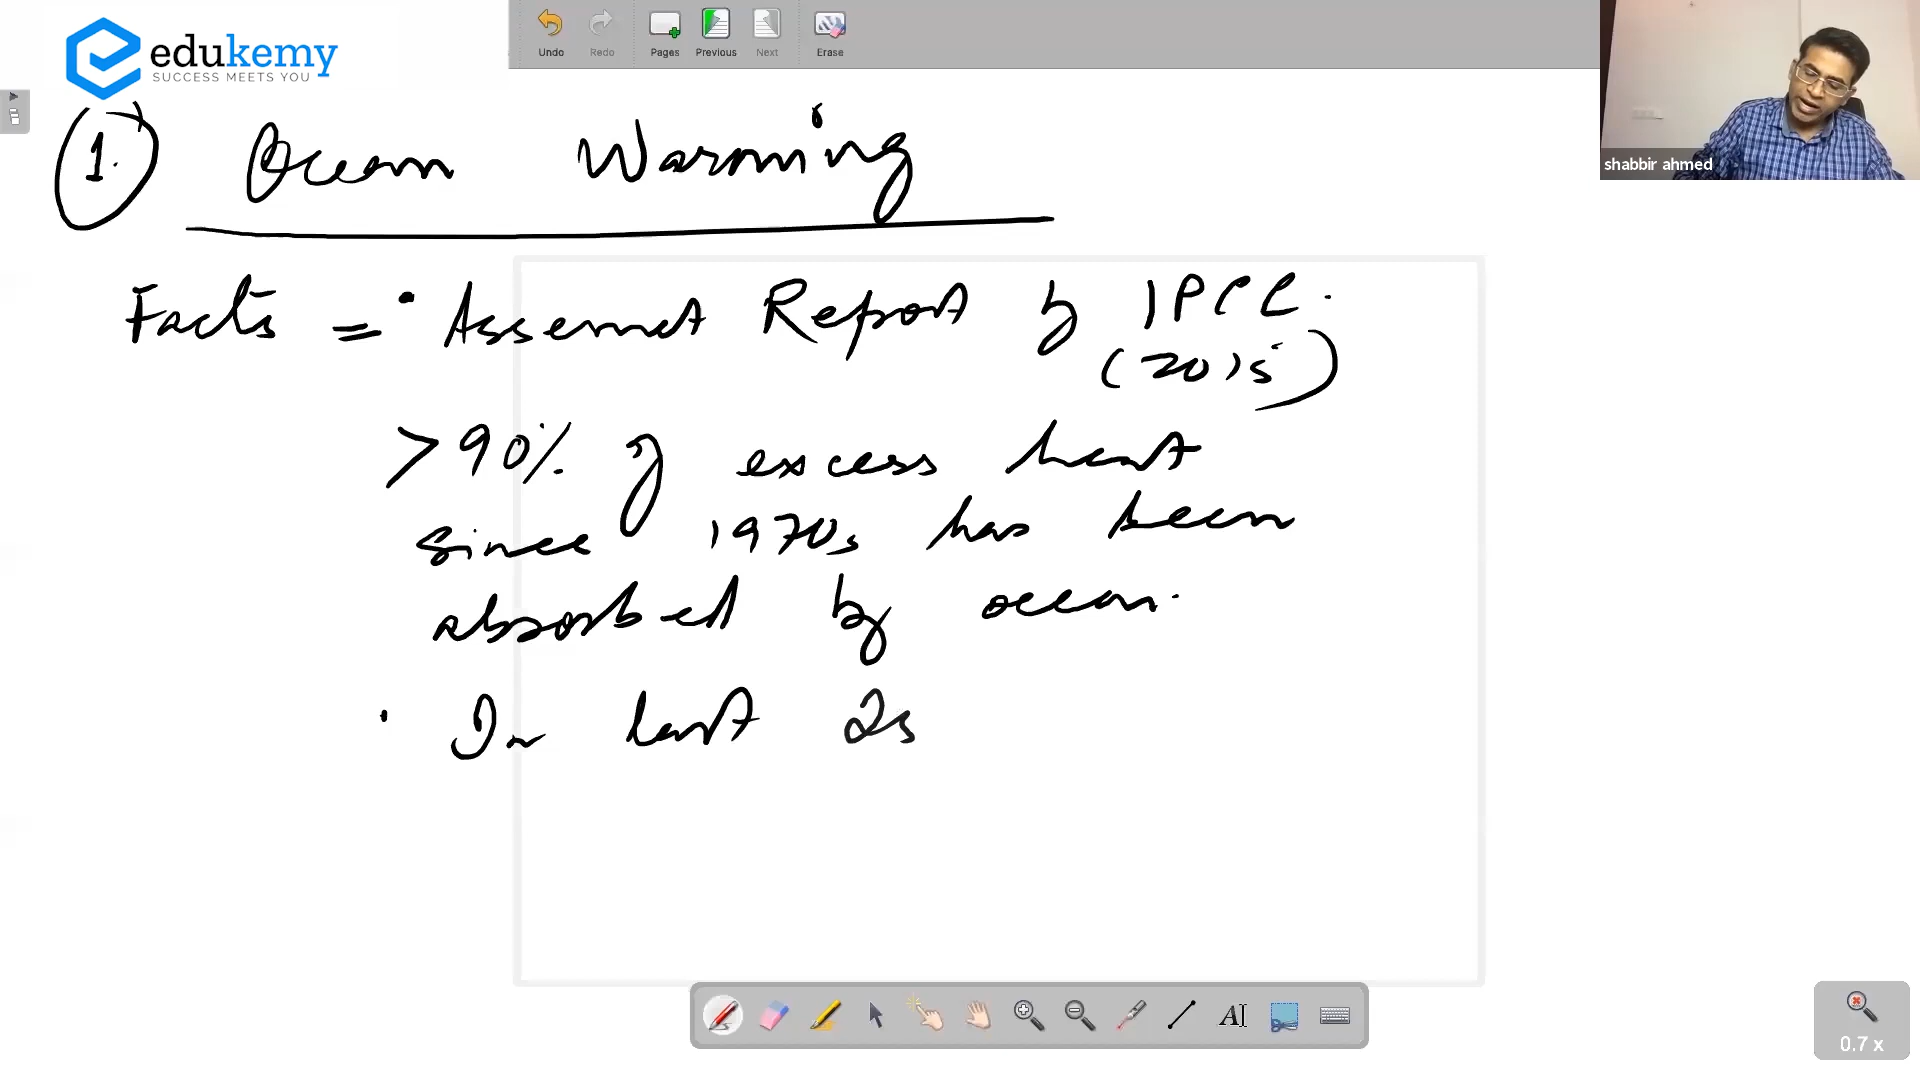 edukemy
SUCCESS MEETS YOU
Undo Redo Pages Previous Next Erase
shabbir ahmed
1. Ocean Warming
Facts = • Assemet Report by IPCC.
(2015)
>90% of excess heat
since 1970s has been
absorbed by ocean.
• In last 25
0.7 x